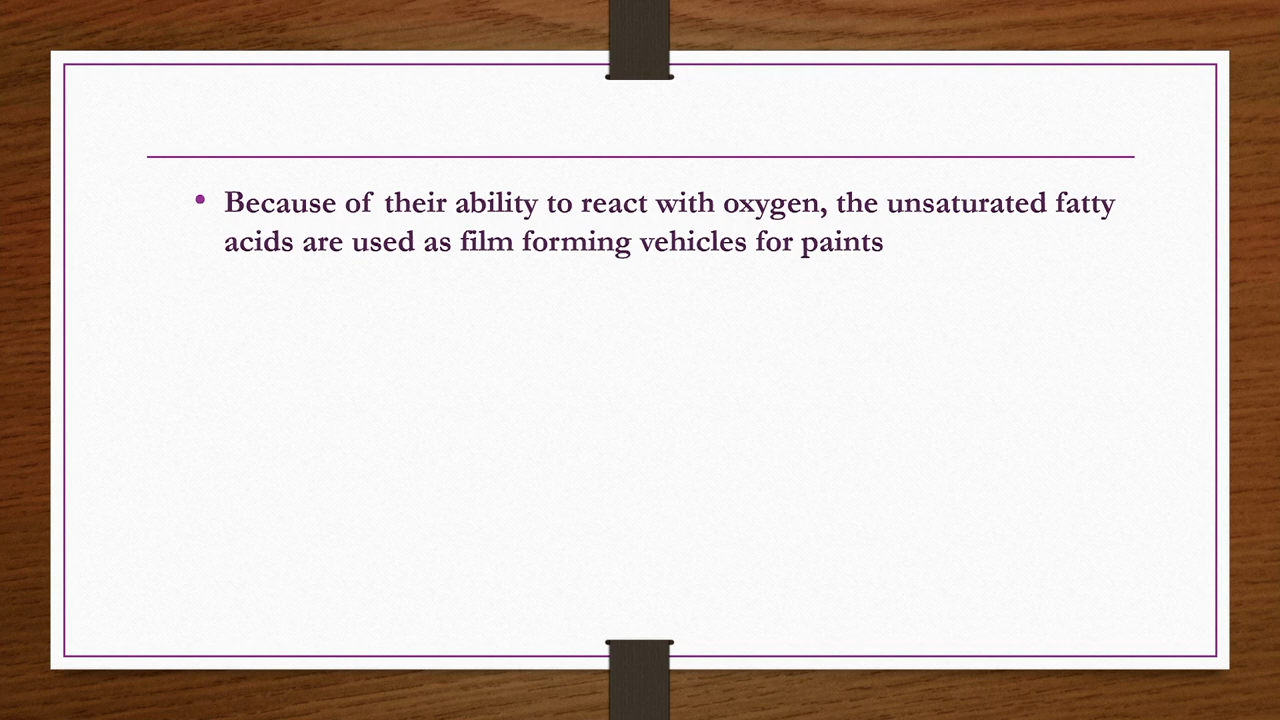 • Because of their ability to react with oxygen, the unsaturated fatty
acids are used as film forming vehicles for paints